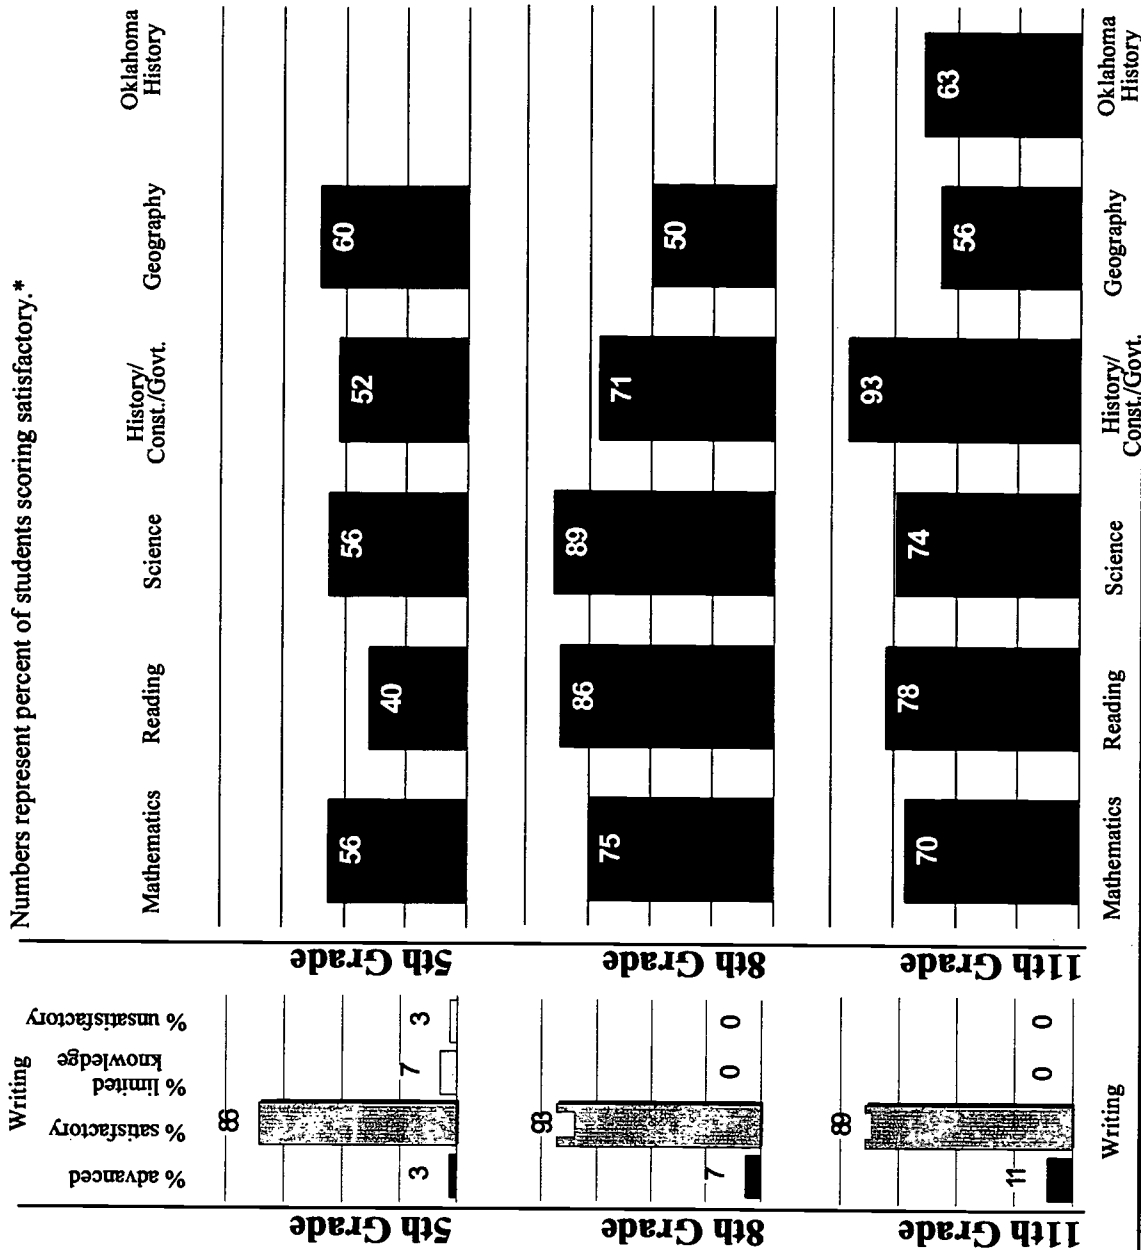 Numbers represent percent of students scoring satisfactory.*
Writing
% advanced
% satisfactory
% limited
knowledge
% unsatisfactory
Mathematics
Reading
Science
History/
Const./Govt.
Geography
Oklahoma
History
5th Grade
3
86
7
3
5th Grade
56
40
56
52
60
8th Grade
7
93
0
0
8th Grade
75
86
89
71
50
11th Grade
11
89
0
0
11th Grade
70
78
74
93
56
63
Writing
Mathematics
Reading
Science
History/
Const./Govt.
Geography
Oklahoma
History